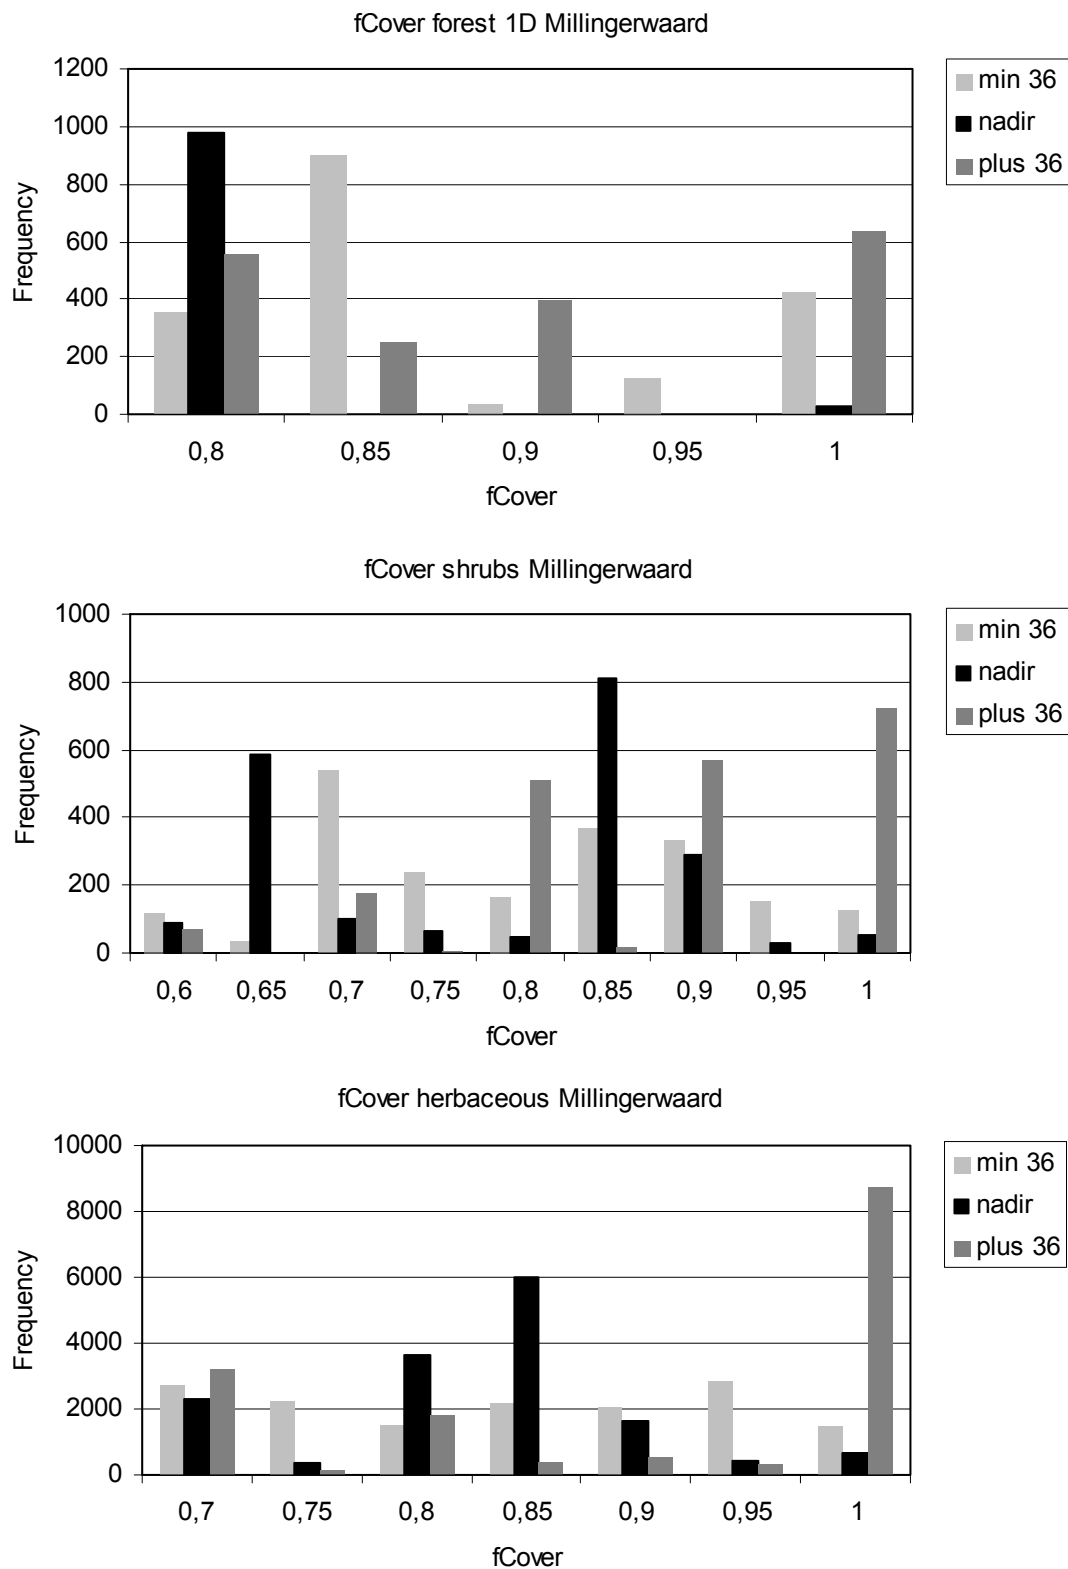 fCover forest 1D Millingerwaard
1200
1000
800
600
400
200
0
Frequency
0,8 0,85 0,9 0,95 1
fCover
min 36
nadir
plus 36
fCover shrubs Millingerwaard
1000
800
600
400
200
0
Frequency
0,6 0,65 0,7 0,75 0,8 0,85 0,9 0,95 1
fCover
min 36
nadir
plus 36
fCover herbaceous Millingerwaard
10000
8000
6000
4000
2000
0
Frequency
0,7 0,75 0,8 0,85 0,9 0,95 1
fCover
min 36
nadir
plus 36